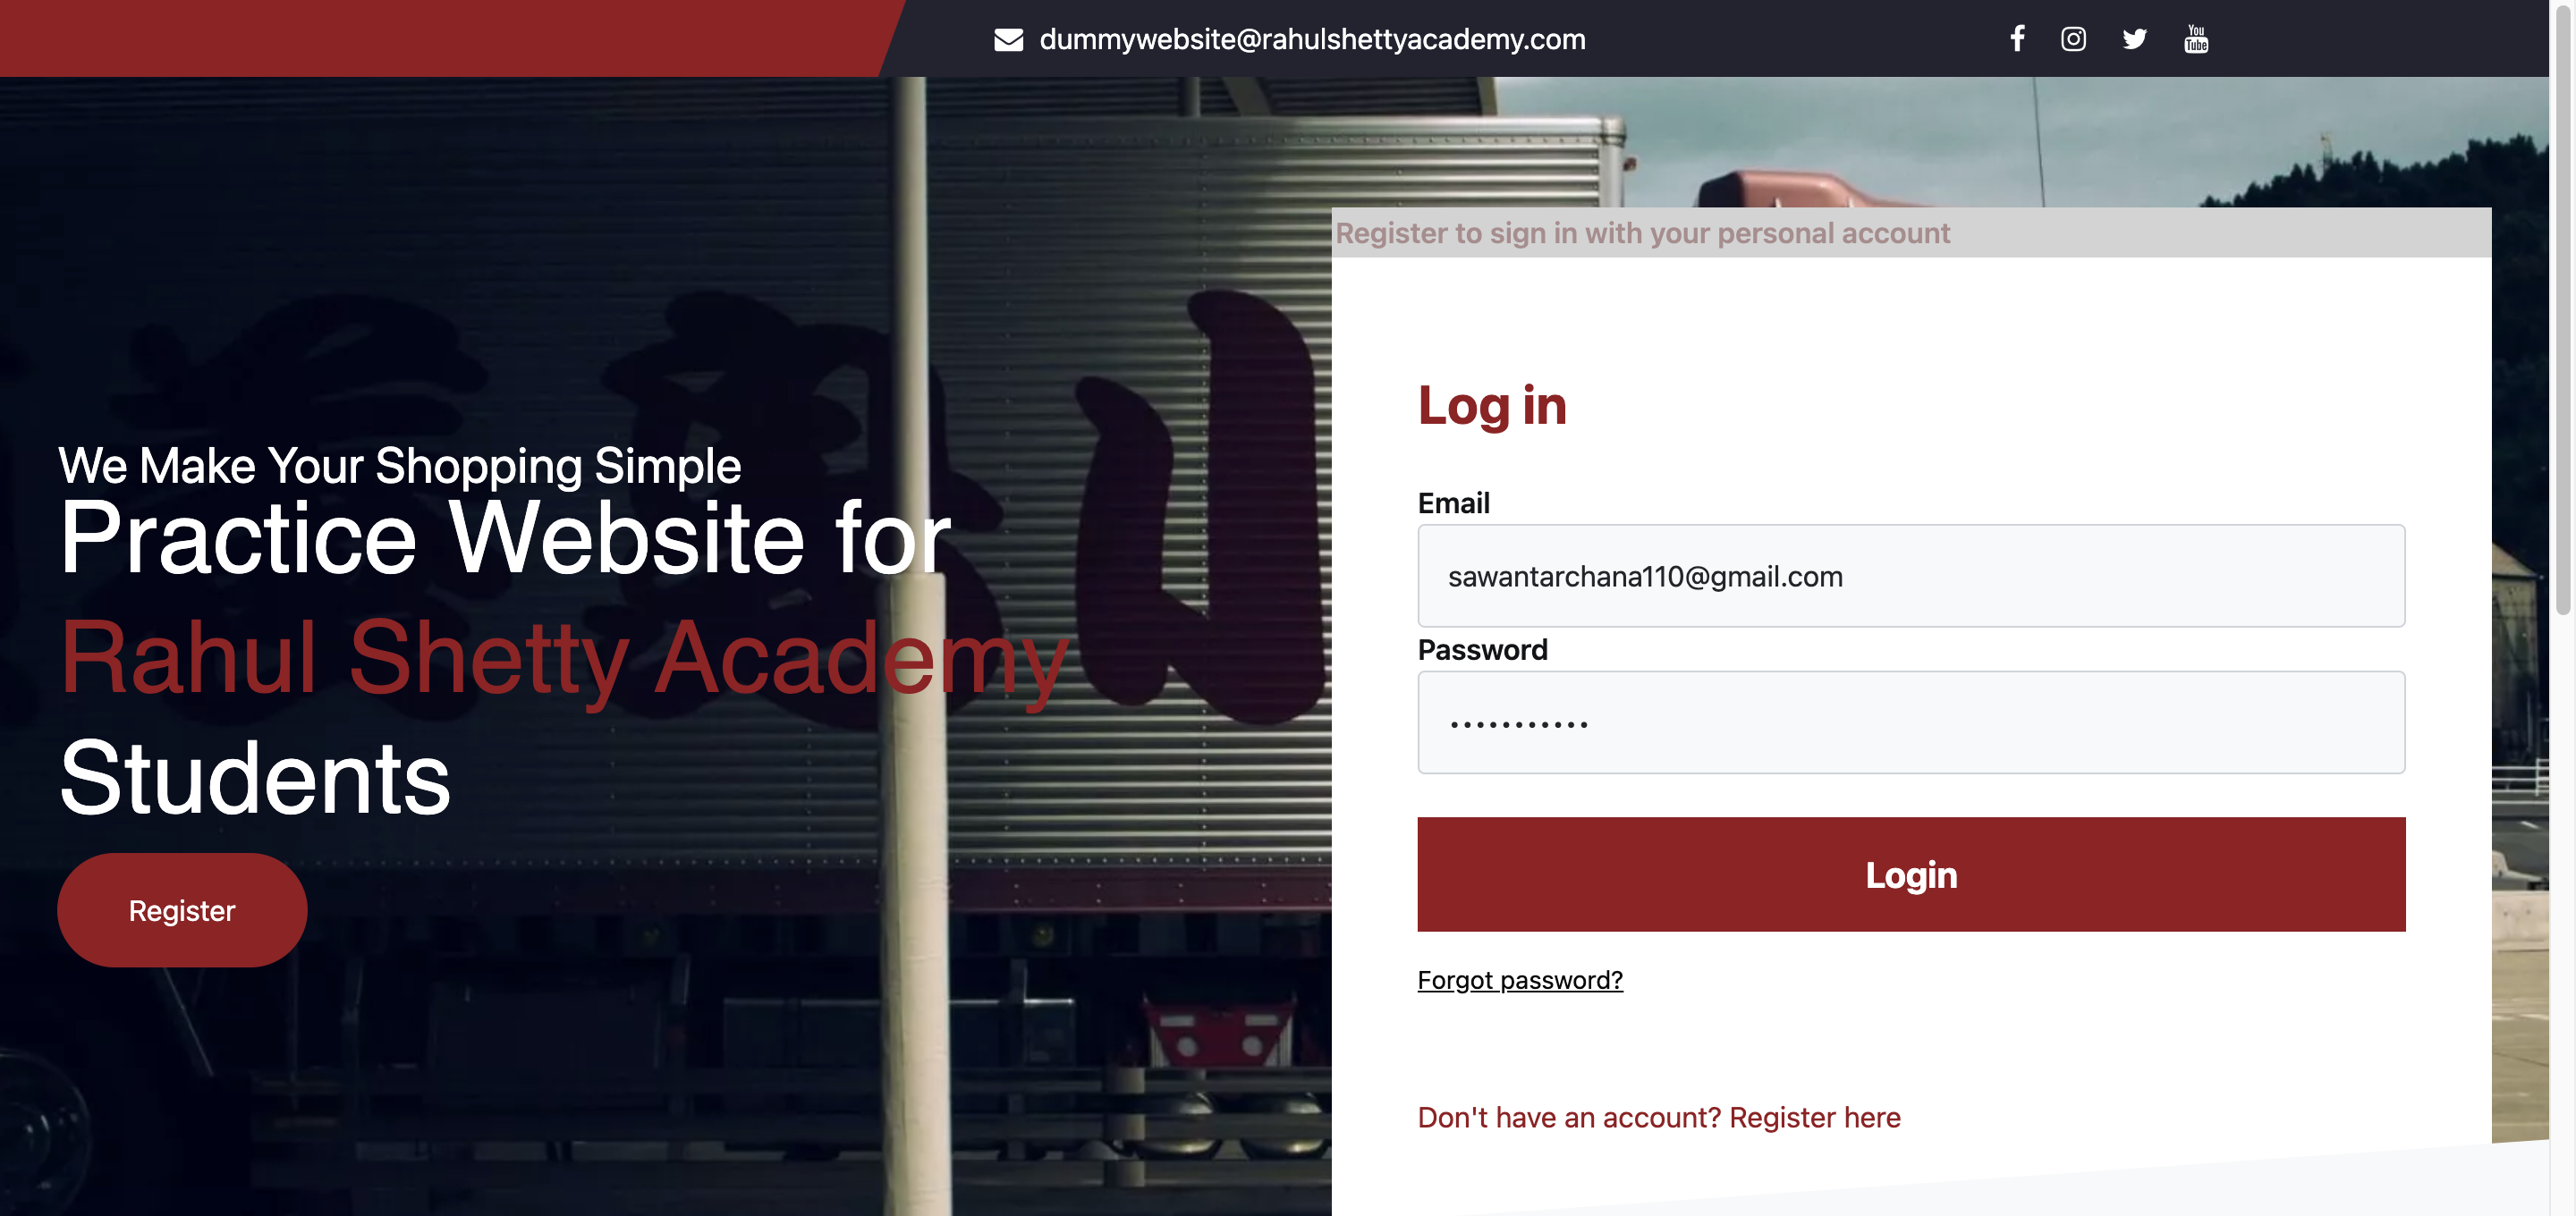 dummywebsite@rahulshettyacademy.com
You
Tube
Register to sign in with your personal account
We Make Your Shopping Simple
Practice Website for
Rahul Shetty Academy
Students
Register
Log in
Email
sawantarchana110@gmail.com
Password
Login
Forgot password?
Don't have an account? Register here